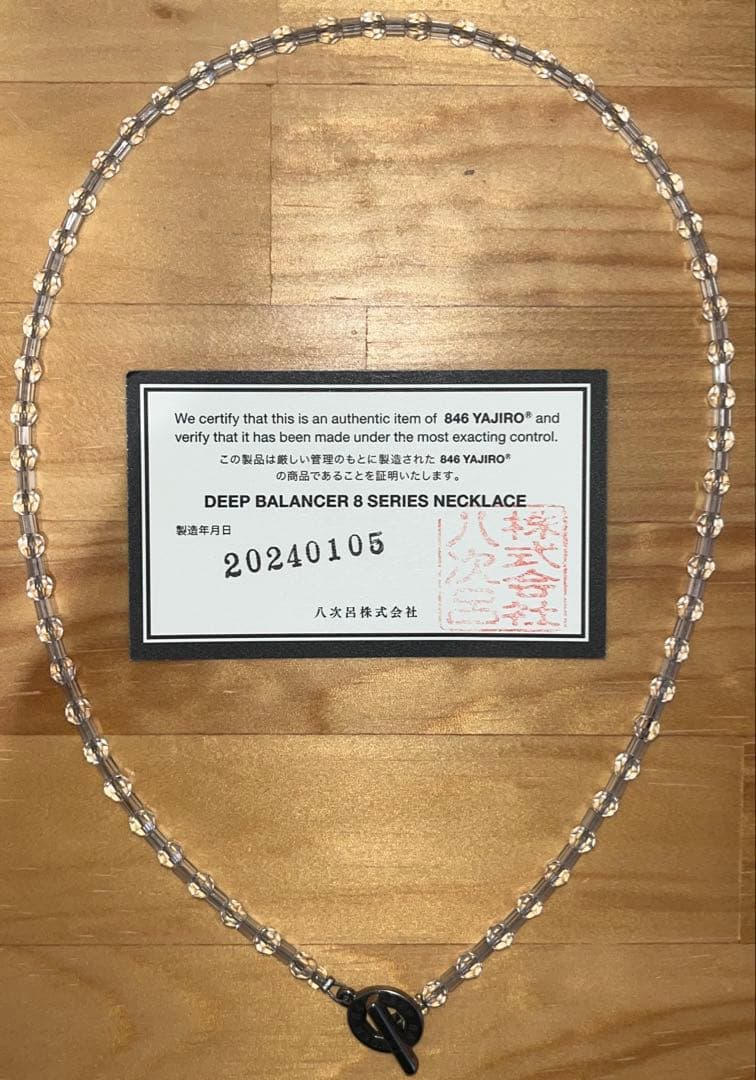 We certify that this is an authentic item of 846 YAJIRO® and
verify that it has been made under the most exacting control.
この製品は厳しい管理のもとに製造された 846 YAJIRO®
の商品であることを証明いたします。
DEEP BALANCER 8 SERIES NECKLACE
製造年月日
20240105
株式会社
八次呂
八次呂株式会社